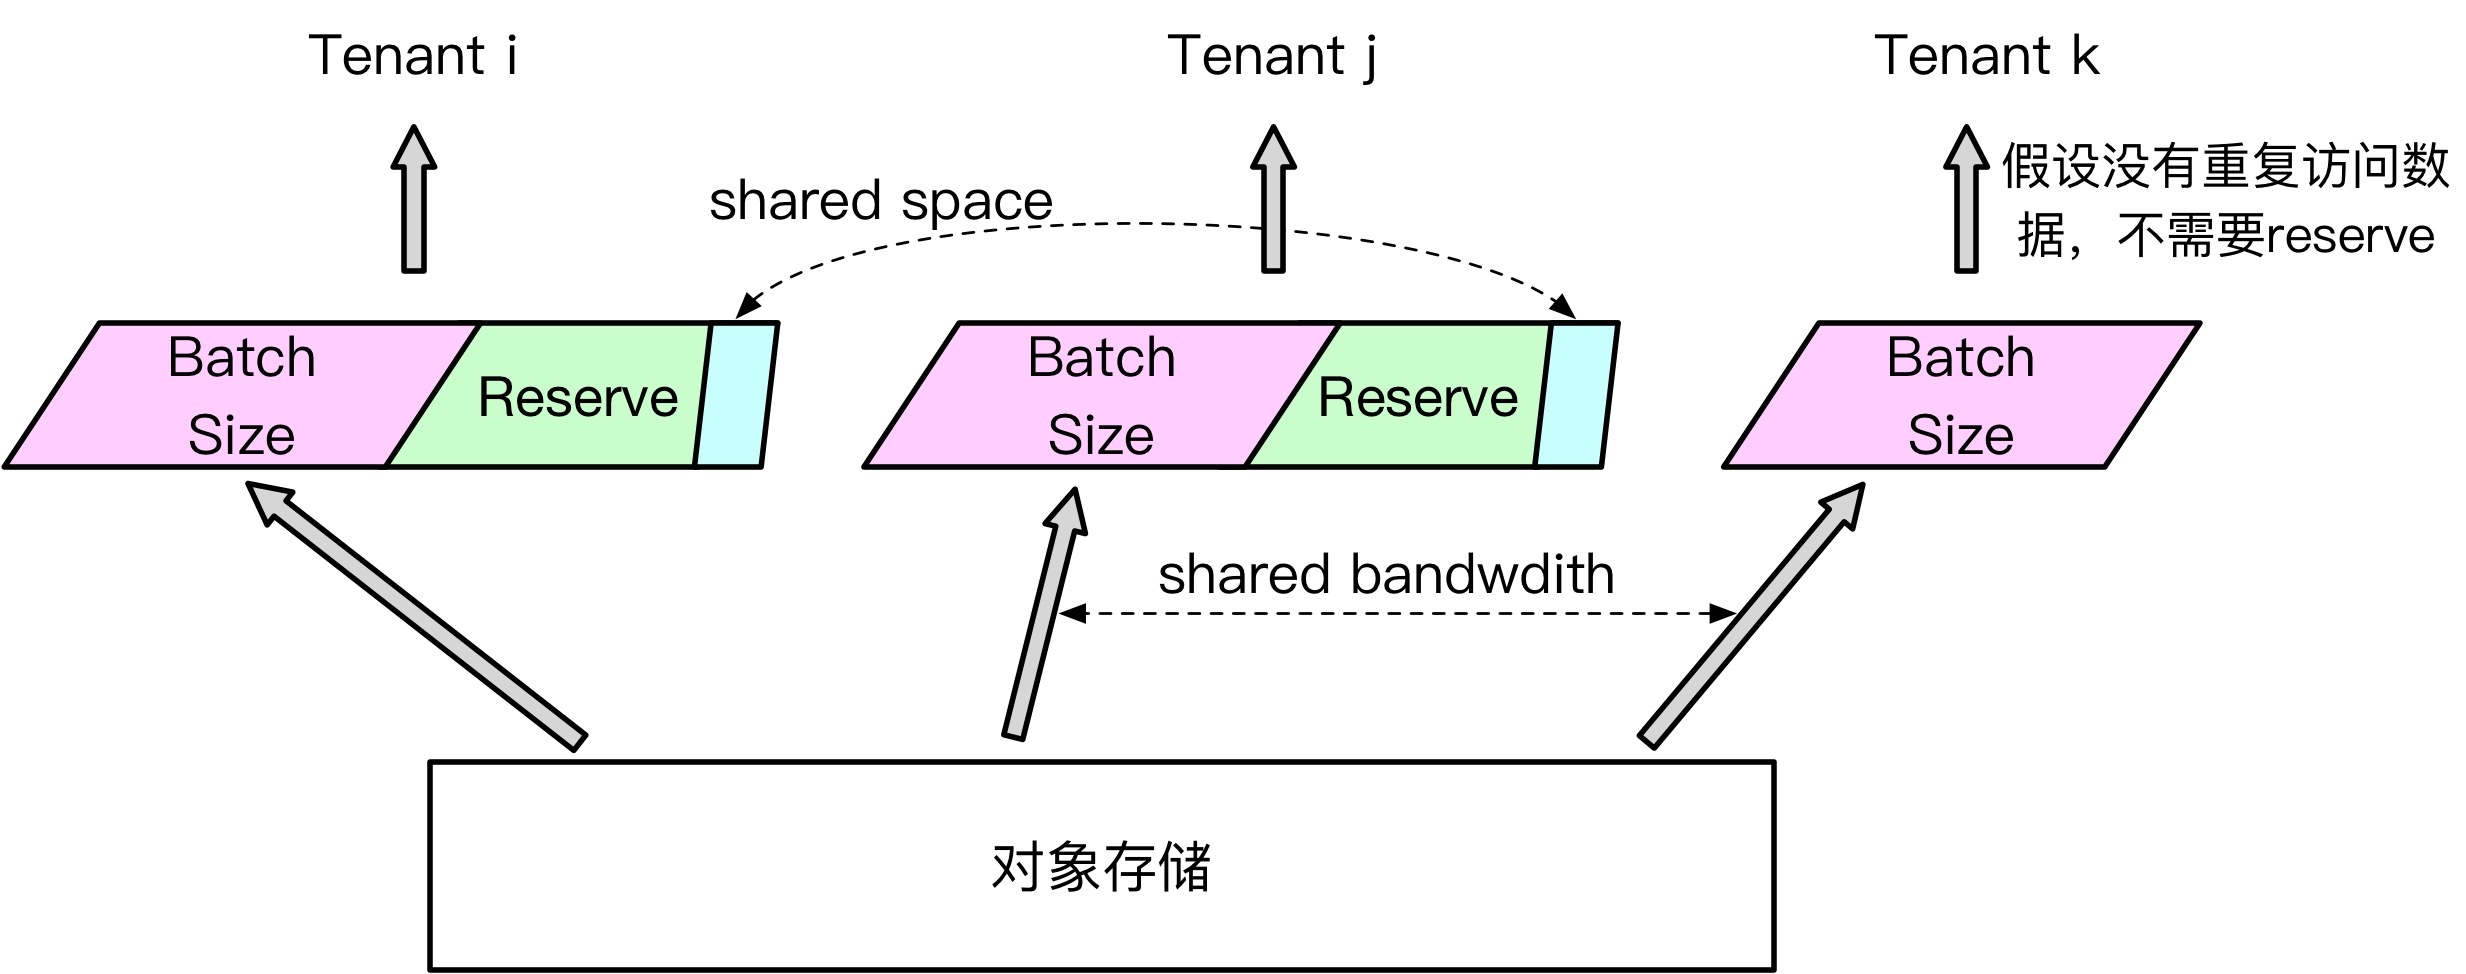 Tenant i
Tenant j
Tenant k
假设没有重复访问数
据，不需要reserve
shared space
Batch
Size
Reserve
Batch
Size
Reserve
Batch
Size
shared bandwdith
对象存储